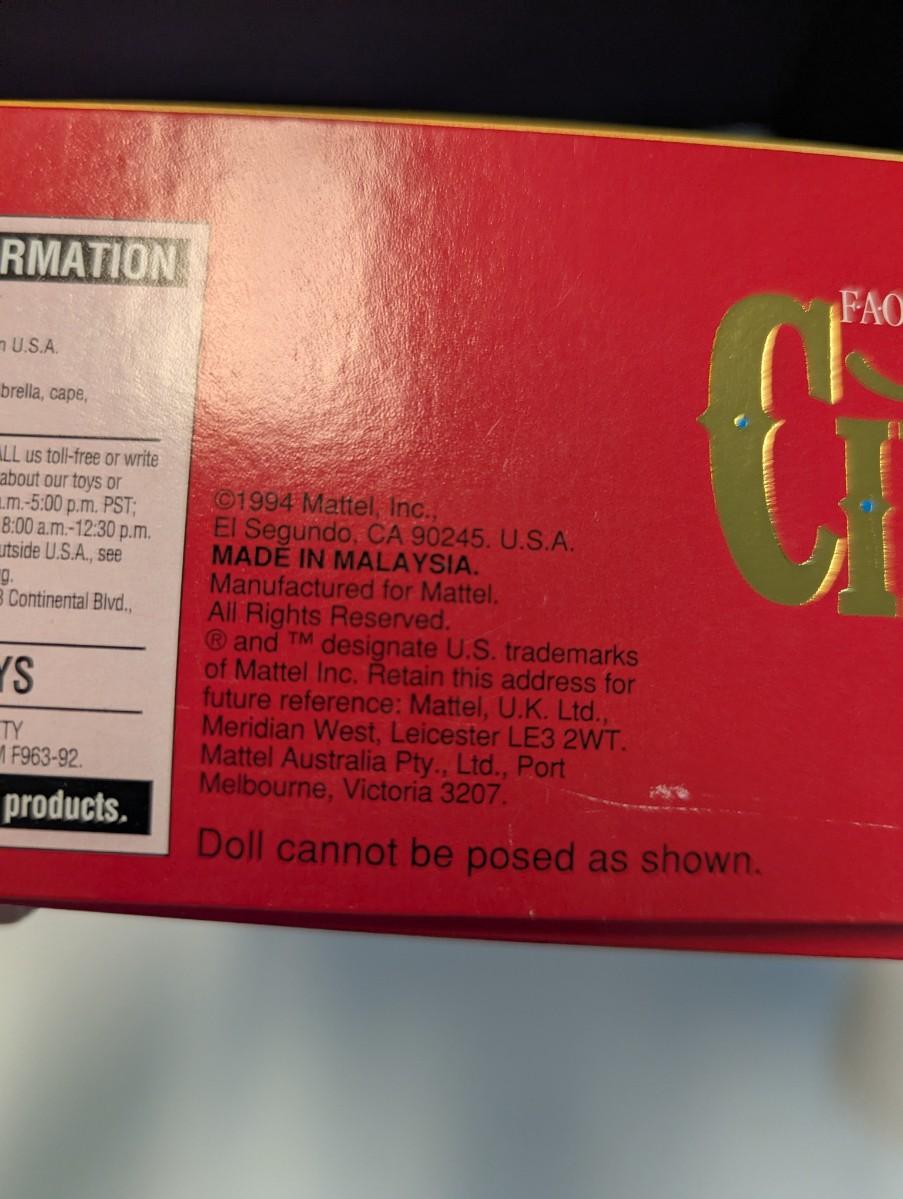 RMATION
U.S.A.
brella, cape,
ALL us toll-free or write
about our toys or
.m.-5:00 p.m. PST;
8:00 a.m.-12:30 p.m.
utside U.S.A., see
g.
3 Continental Blvd.,
YS
TY
M F963-92.
products.
©1994 Mattel, Inc.,
El Segundo, CA 90245. U.S.A.
MADE IN MALAYSIA.
Manufactured for Mattel.
All Rights Reserved.
® and ™ designate U.S. trademarks
of Mattel Inc. Retain this address for
future reference: Mattel, U.K. Ltd.,
Meridian West, Leicester LE3 2WT.
Mattel Australia Pty., Ltd., Port
Melbourne, Victoria 3207.
Doll cannot be posed as shown.
F·A·O
CI